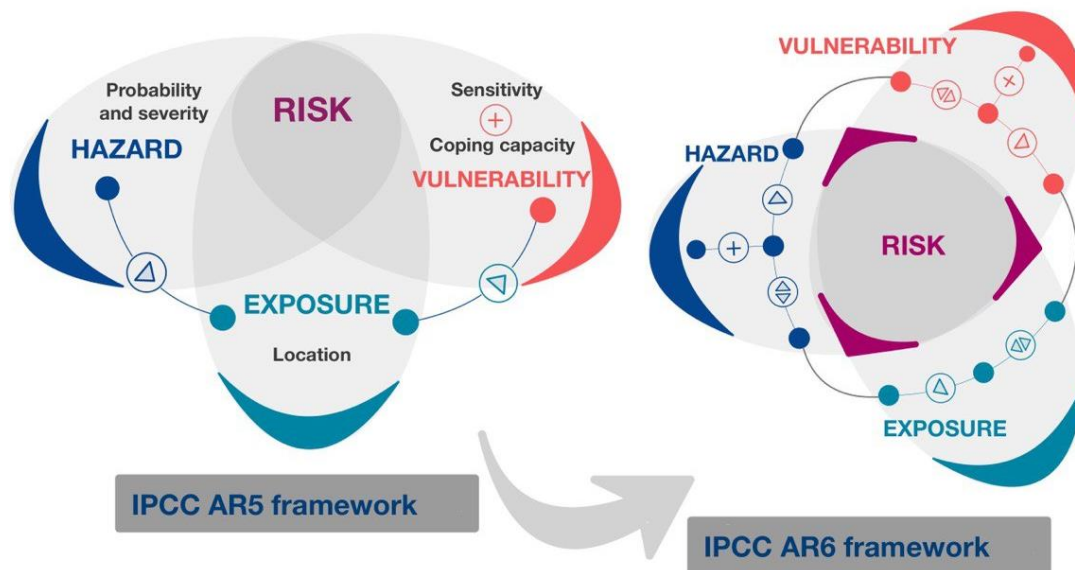 Probability
and severity
HAZARD
RISK
Sensitivity
+
Coping capacity
VULNERABILITY
EXPOSURE
Location
IPCC AR5 framework
VULNERABILITY
HAZARD
RISK
EXPOSURE
IPCC AR6 framework